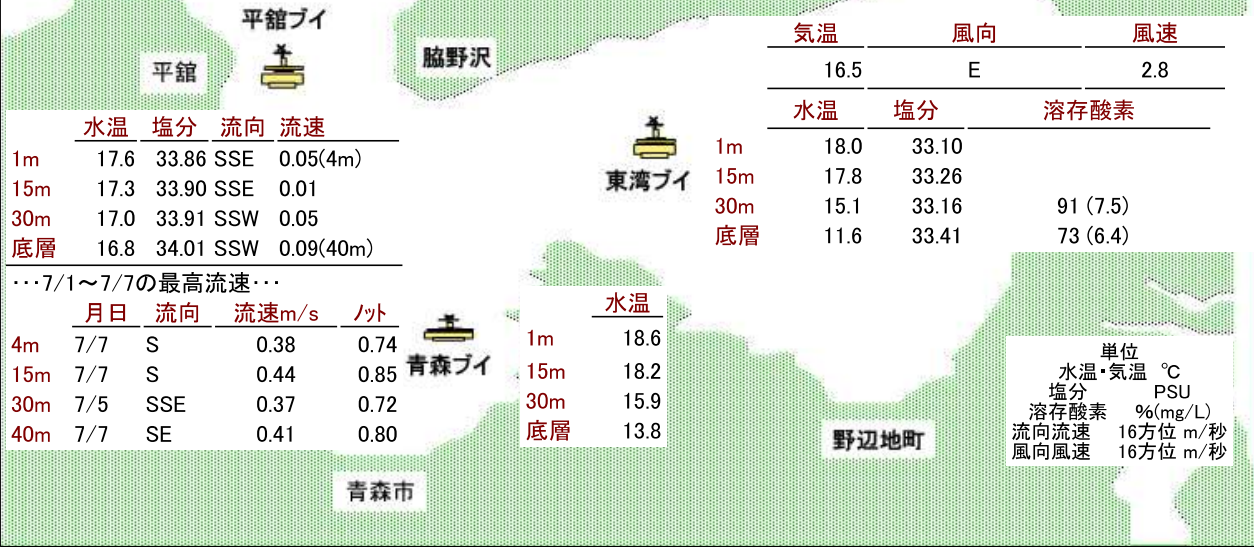 平舘ブイ
平舘
脇野沢
気温 風向 風速
16.5 E 2.8
水温 塩分 溶存酸素
1m 18.0 33.10
15m 17.8 33.26
30m 15.1 33.16 91 (7.5)
底層 11.6 33.41 73 (6.4)
東湾ブイ
水温 塩分 流向 流速
1m 17.6 33.86 SSE 0.05(4m)
15m 17.3 33.90 SSE 0.01
30m 17.0 33.91 SSW 0.05
底層 16.8 34.01 SSW 0.09(40m)
･･･7/1～7/7の最高流速･･･
月日 流向 流速m/s ﾉｯﾄ
4m 7/7 S 0.38 0.74
15m 7/7 S 0.44 0.85
30m 7/5 SSE 0.37 0.72
40m 7/7 SE 0.41 0.80
青森ブイ
水温
1m 18.6
15m 18.2
30m 15.9
底層 13.8
単位
水温･気温 ℃
塩分 PSU
溶存酸素 %(mg/L)
流向流速 16方位 m/秒
風向風速 16方位 m/秒
野辺地町
青森市